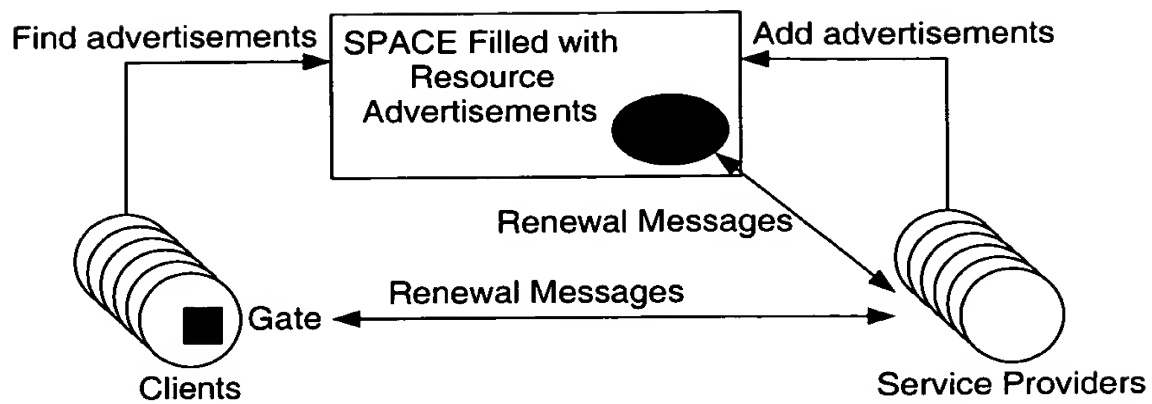 Find advertisements
SPACE Filled with
Resource
Advertisements
Add advertisements
Renewal Messages
Renewal Messages
Gate
Clients
Service Providers